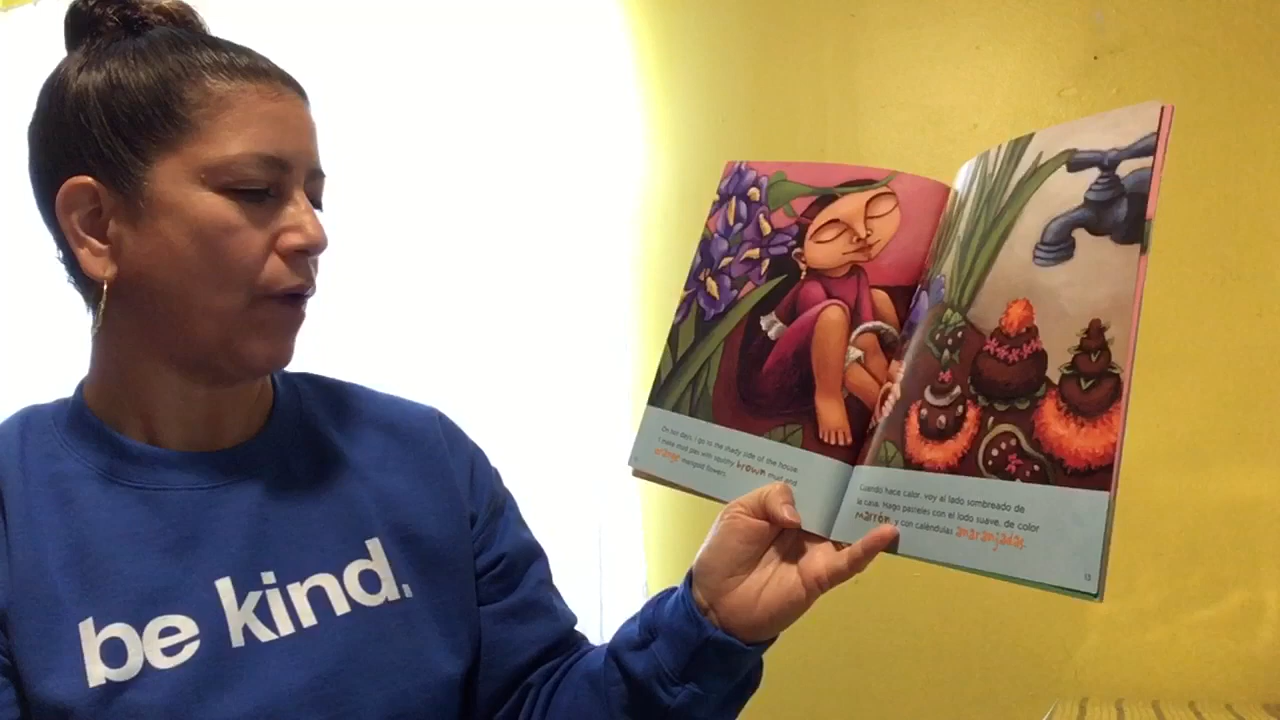 be kind.
On hot days, I go to the shady side of the house.
I make mud pies with squishy brown mud and
orange marigold flowers.
Cuando hace calor, voy al lado sombreado de
la casa. Hago pasteles con el lodo suave, de color
marrón, y con caléndulas anaranjadas.
13